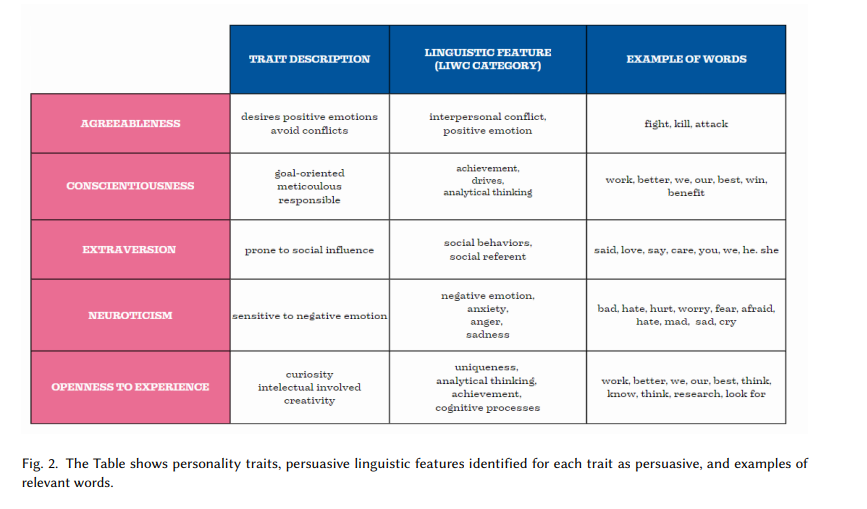 TRAIT DESCRIPTION
LINGUISTIC FEATURE
(LIWC CATEGORY)
EXAMPLE OF WORDS
AGREEABLENESS
desires positive emotions
avoid conflicts
interpersonal conflict,
positive emotion
fight, kill, attack
CONSCIENTIOUSNESS
goal-oriented
meticulous
responsible
achievement,
drives,
analytical thinking
work, better, we, our, best, win,
benefit
EXTRAVERSION
prone to social influence
social behaviors,
social referent
said, love, say, care, you, we, he. she
NEUROTICISM
sensitive to negative emotion
negative emotion,
anxiety,
anger,
sadness
bad, hate, hurt, worry, fear, afraid,
hate, mad, sad, cry
OPENNESS TO EXPERIENCE
curiosity
intelectual involved
creativity
uniqueness,
analytical thinking,
achievement,
cognitive processes
work, better, we, our, best, think,
know, think, research, look for
Fig. 2. The Table shows personality traits, persuasive linguistic features identified for each trait as persuasive, and examples of
relevant words.